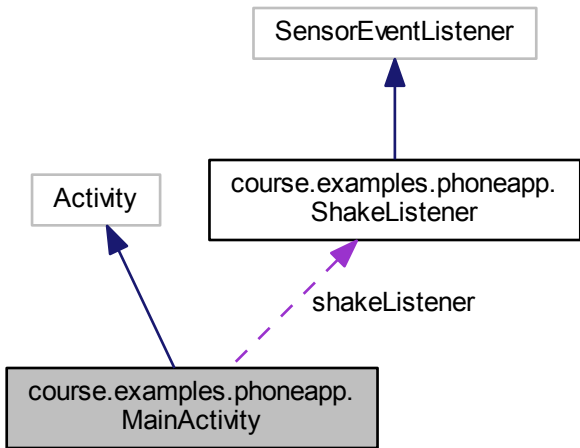 SensorEventListener
Activity
course.examples.phoneapp.
ShakeListener
shakeListener
course.examples.phoneapp.
MainActivity